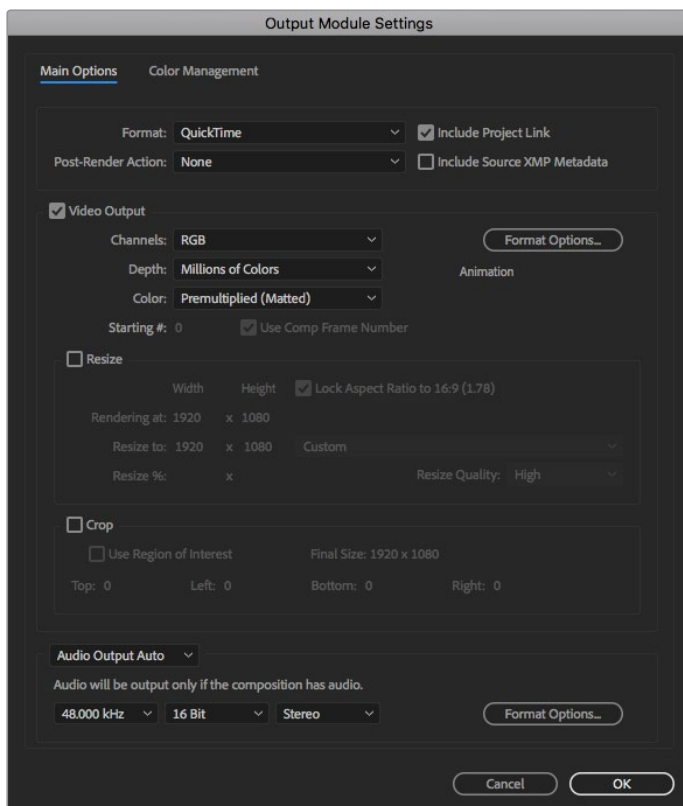 Output Module Settings
Main Options Color Management
Format: QuickTime Include Project Link
Post-Render Action: None Include Source XMP Metadata
Video Output
Channels: RGB Format Options...
Depth: Millions of Colors Animation
Color: Premultiplied (Matted)
Starting #: 0 Use Comp Frame Number
Resize
Width Height Lock Aspect Ratio to 16:9 (1.78)
Rendering at: 1920 x 1080
Resize to: 1920 x 1080 Custom
Resize %: x Resize Quality: High
Crop
Use Region of Interest Final Size: 1920 x 1080
Top: 0 Left: 0 Bottom: 0 Right: 0
Audio Output Auto
Audio will be output only if the composition has audio.
48.000 kHz 16 Bit Stereo Format Options...
Cancel OK